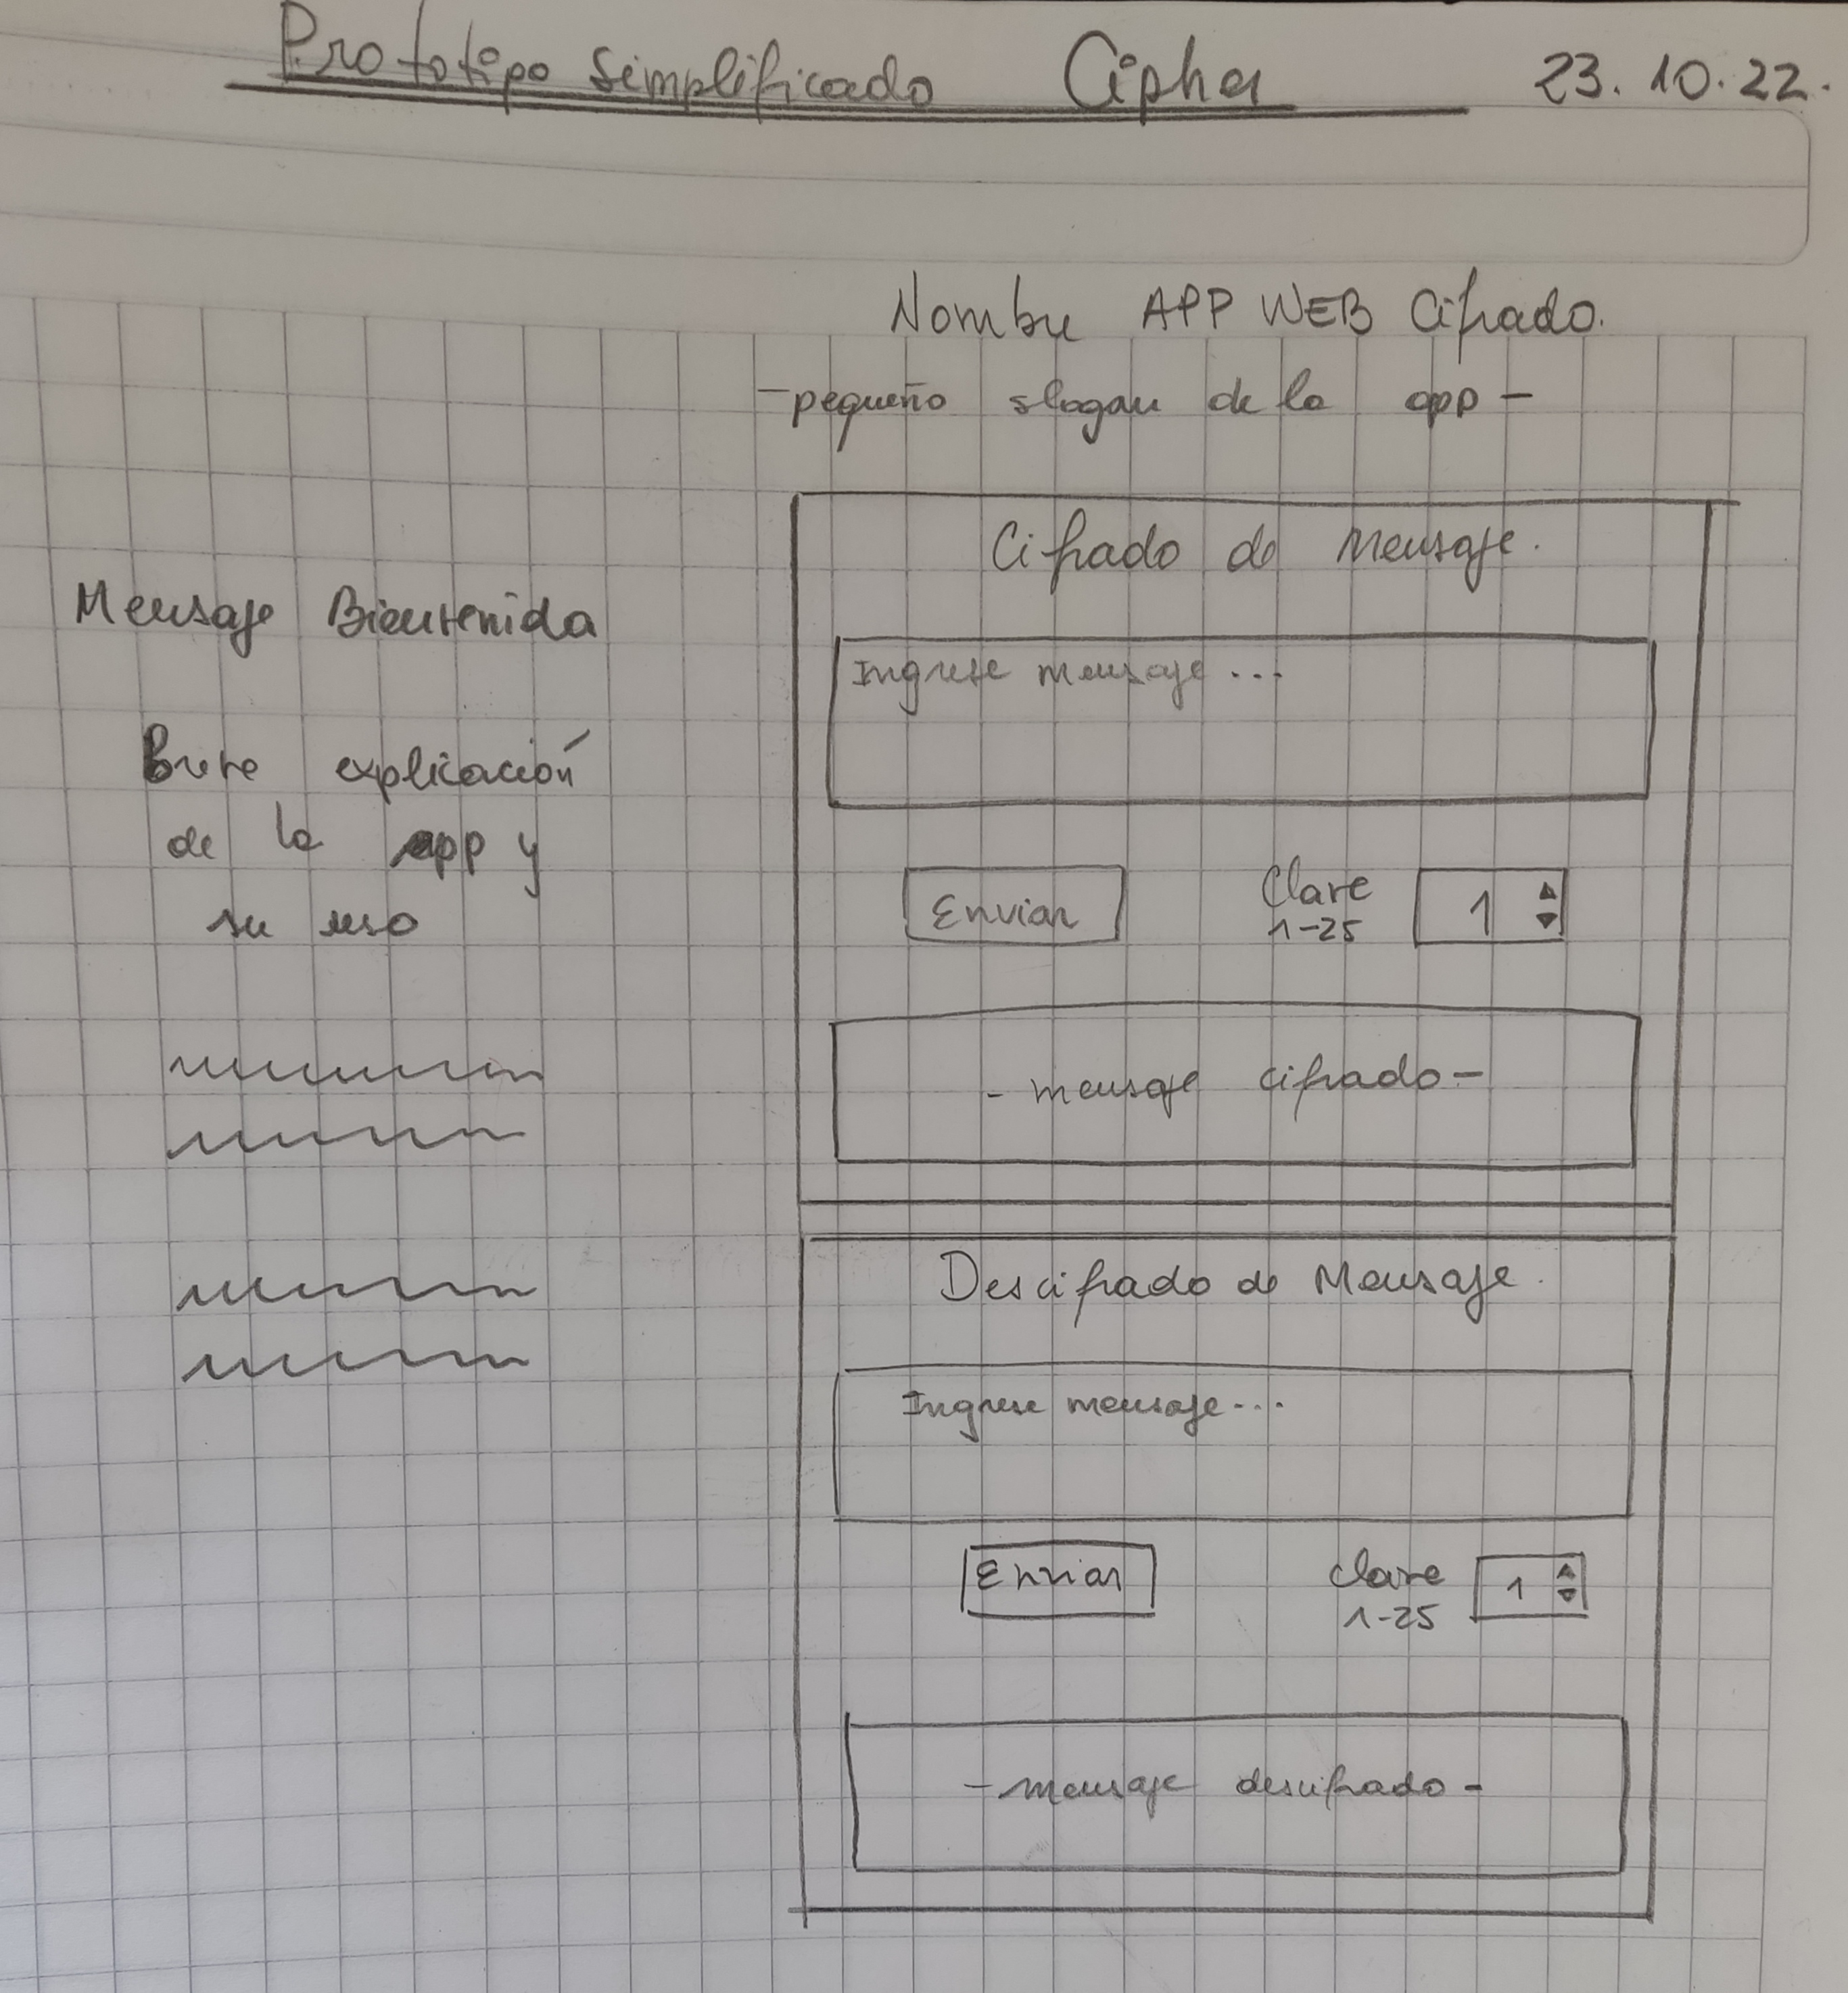 Prototipo Simplificado Cipher 23.10.22.
Nombre APP WEB Cifrado.
-pequeño slogan de la app-
Mensaje Bienvenida
Breve explicación
de la app y
su uso
Cifrado de Mensaje.
Ingrese mensaje...
Enviar
Clave
1-25
1
- mensaje cifrado-
Descifrado de Mensaje.
Ingrese mensaje...
Enviar
clave
1-25
1
-mensaje descifrado-